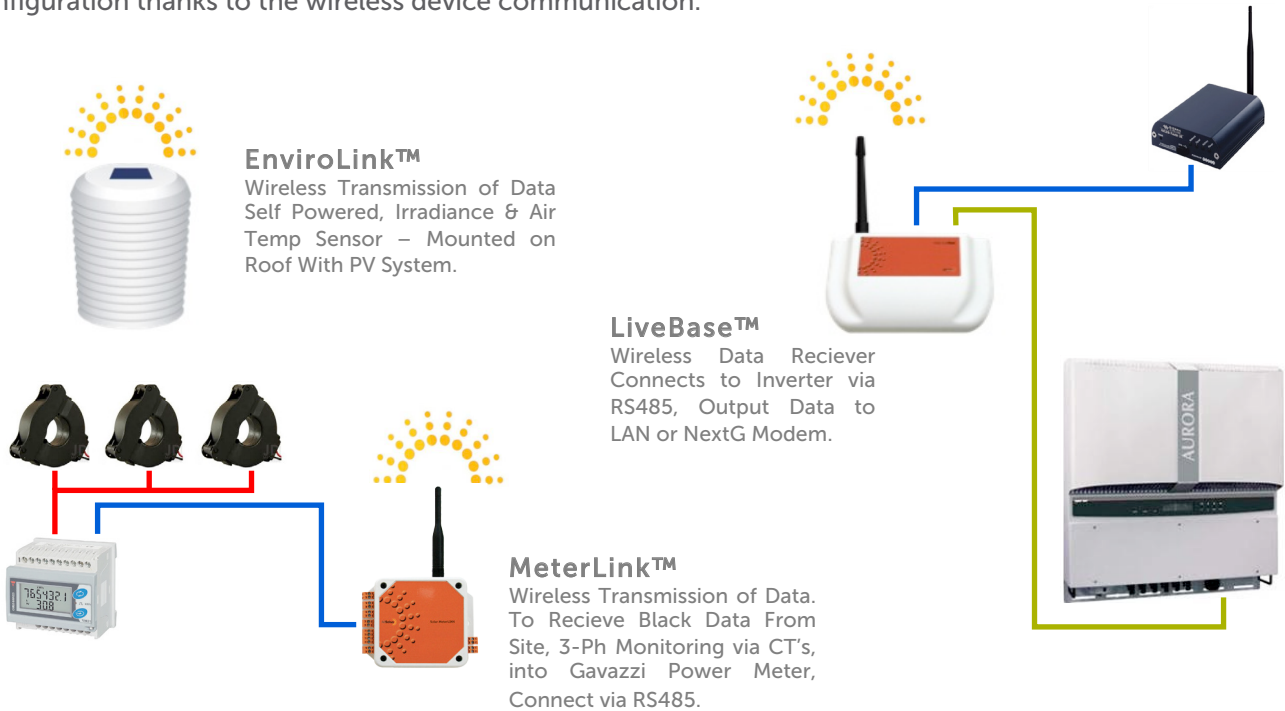 nfiguration thanks to the wireless device communication.
EnviroLink™
Wireless Transmission of Data
Self Powered, Irradiance & Air
Temp Sensor – Mounted on
Roof With PV System.
LiveBase™
Wireless Data Reciever
Connects to Inverter via
RS485, Output Data to
LAN or NextG Modem.
AURORA
765432.1
308
MeterLink™
Wireless Transmission of Data.
To Recieve Black Data From
Site, 3-Ph Monitoring via CT's,
into Gavazzi Power Meter,
Connect via RS485.